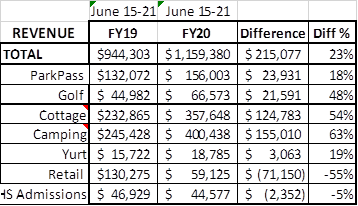 June 15-21 June 15-21
REVENUE FY19 FY20 Difference Diff %
TOTAL $944,303 $1,159,380 $ 215,077 23%
ParkPass $132,072 $ 156,003 $ 23,931 18%
Golf $ 44,982 $ 66,573 $ 21,591 48%
Cottage $232,865 $ 357,648 $ 124,783 54%
Camping $245,428 $ 400,438 $ 155,010 63%
Yurt $ 15,722 $ 18,785 $ 3,063 19%
Retail $130,275 $ 59,125 $ (71,150) -55%
HS Admissions $ 46,929 $ 44,577 $ (2,352) -5%